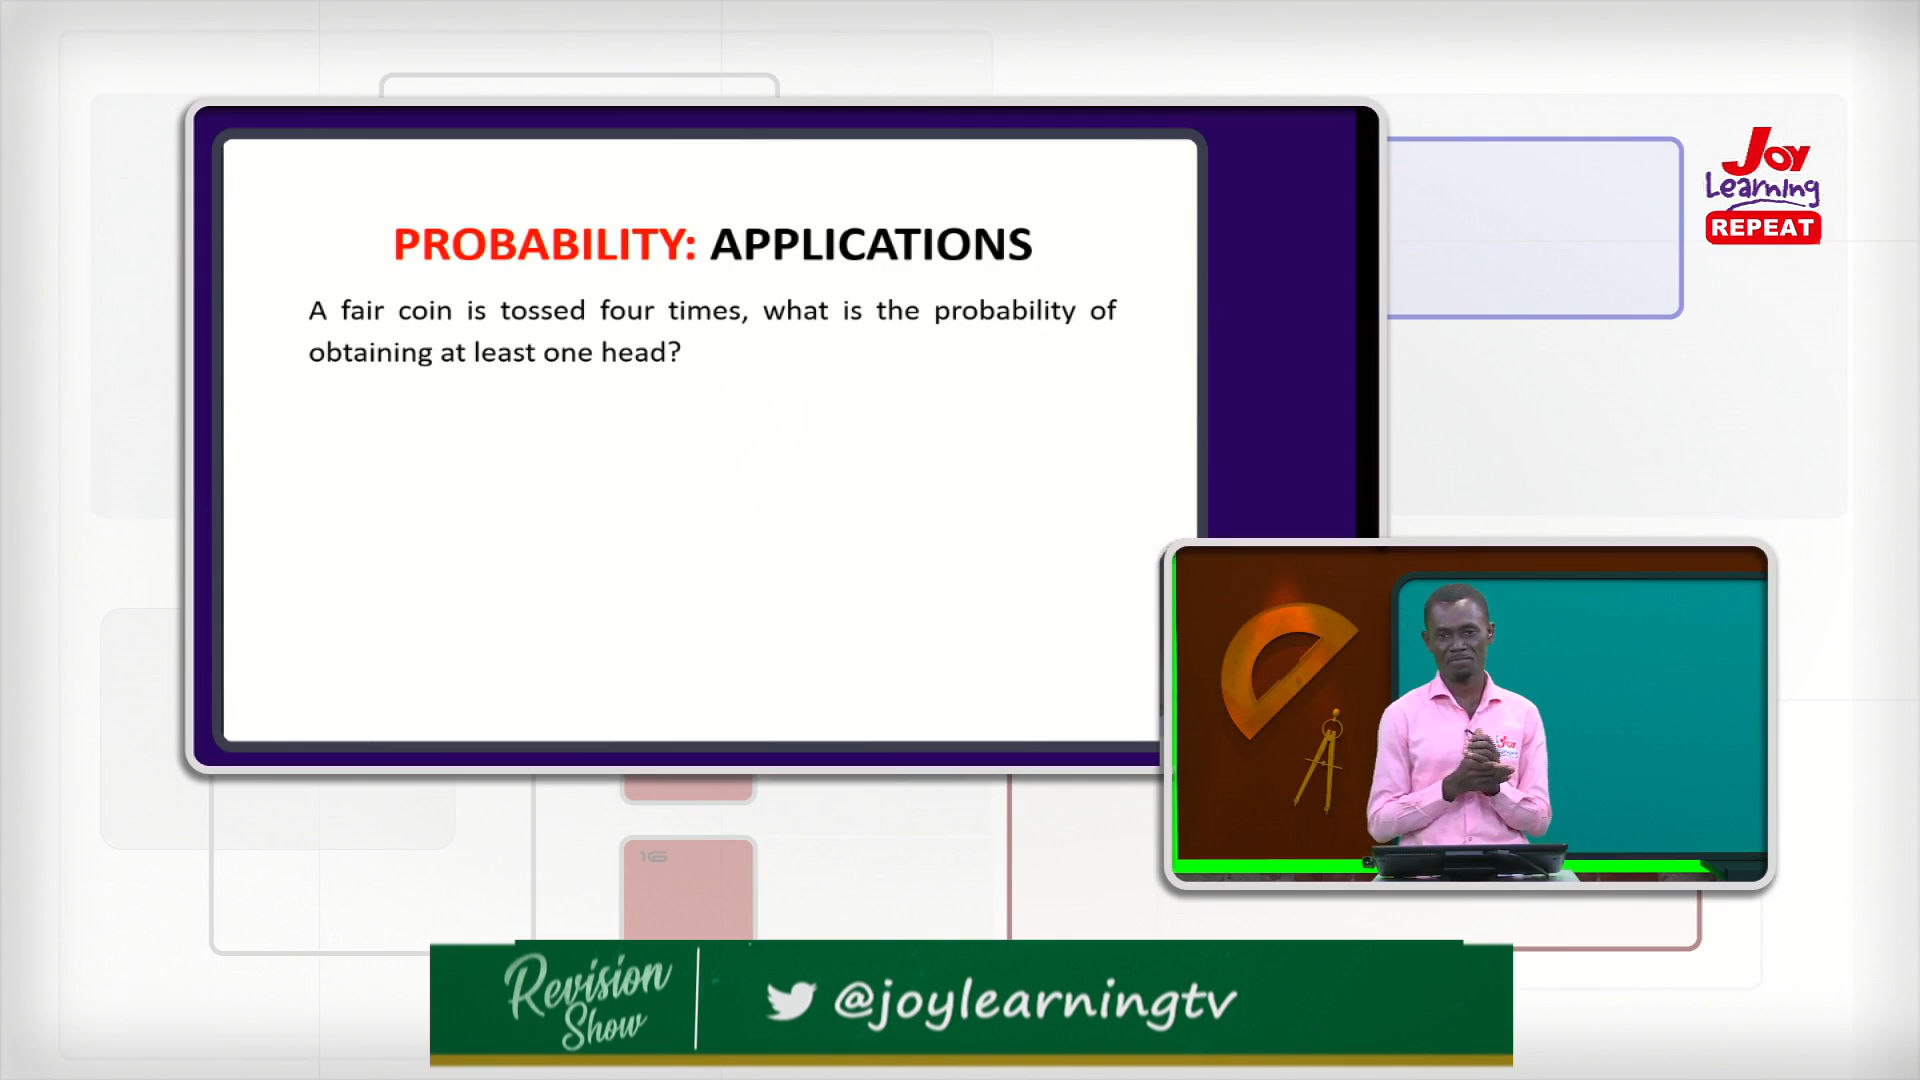 Joy
Learning
REPEAT
PROBABILITY: APPLICATIONS
A fair coin is tossed four times, what is the probability of
obtaining at least one head?
16
Revision
Show
@joylearningtv